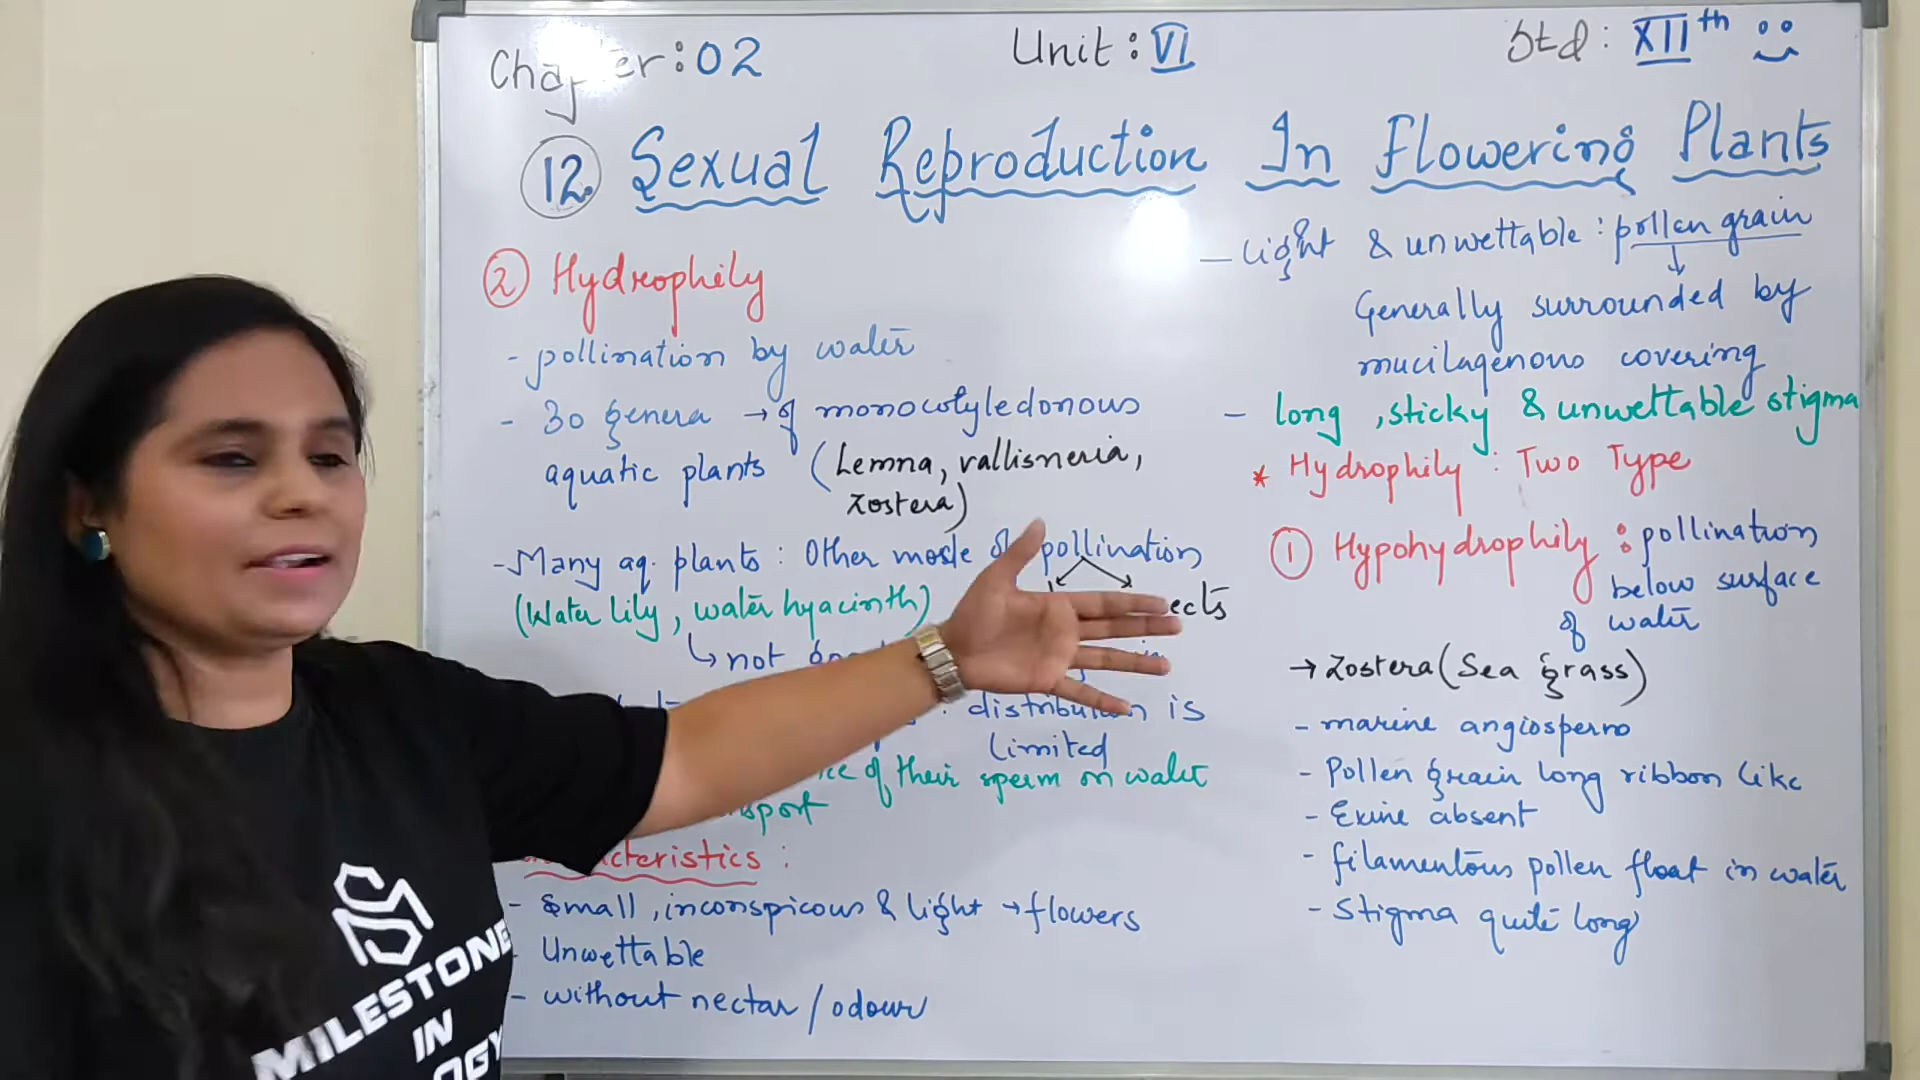 Chapter: 02
Unit: VI
Std: XIIth
12. Sexual Reproduction In Flowering Plants
② Hydrophily
- pollination by water
- 30 genera → of monocotyledonous
aquatic plants (Lemna, vallisneria,
Zostera)
- Many aq. plants: Other mode of pollination
(Water lily, water hyacinth)
↳ not
: distribution is
limited
of their sperm on water
:
- Small, inconspicous & light → flowers
- Unwettable
- without nectar / odour
- Light & unwettable: pollen grain
↓
Generally surrounded by
mucilagenous covering
- long, sticky & unwettable stigma
* Hydrophily: Two Type
① Hypohydrophily: pollination
below surface
of water
→ Zostera (Sea grass)
- marine angiosperm
- Pollen grain long ribbon like
- Exine absent
- filamentous pollen float in water
- Stigma quite long
SM
MILESTONE
IN